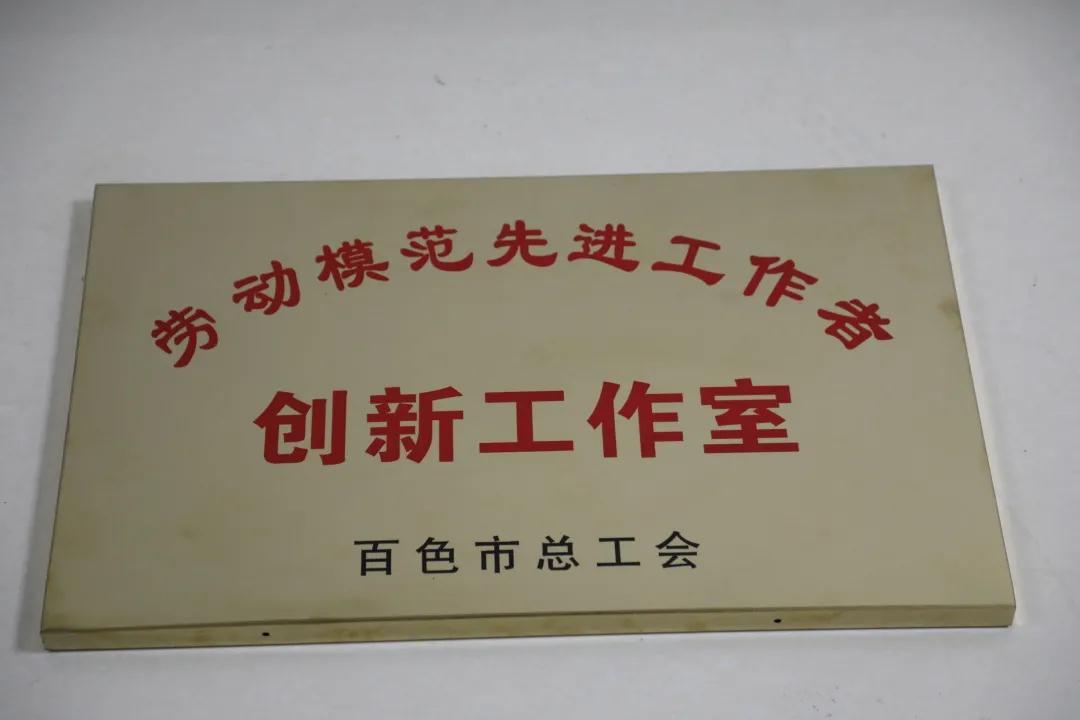 劳动模范先进工作者
创新工作室
百色市总工会